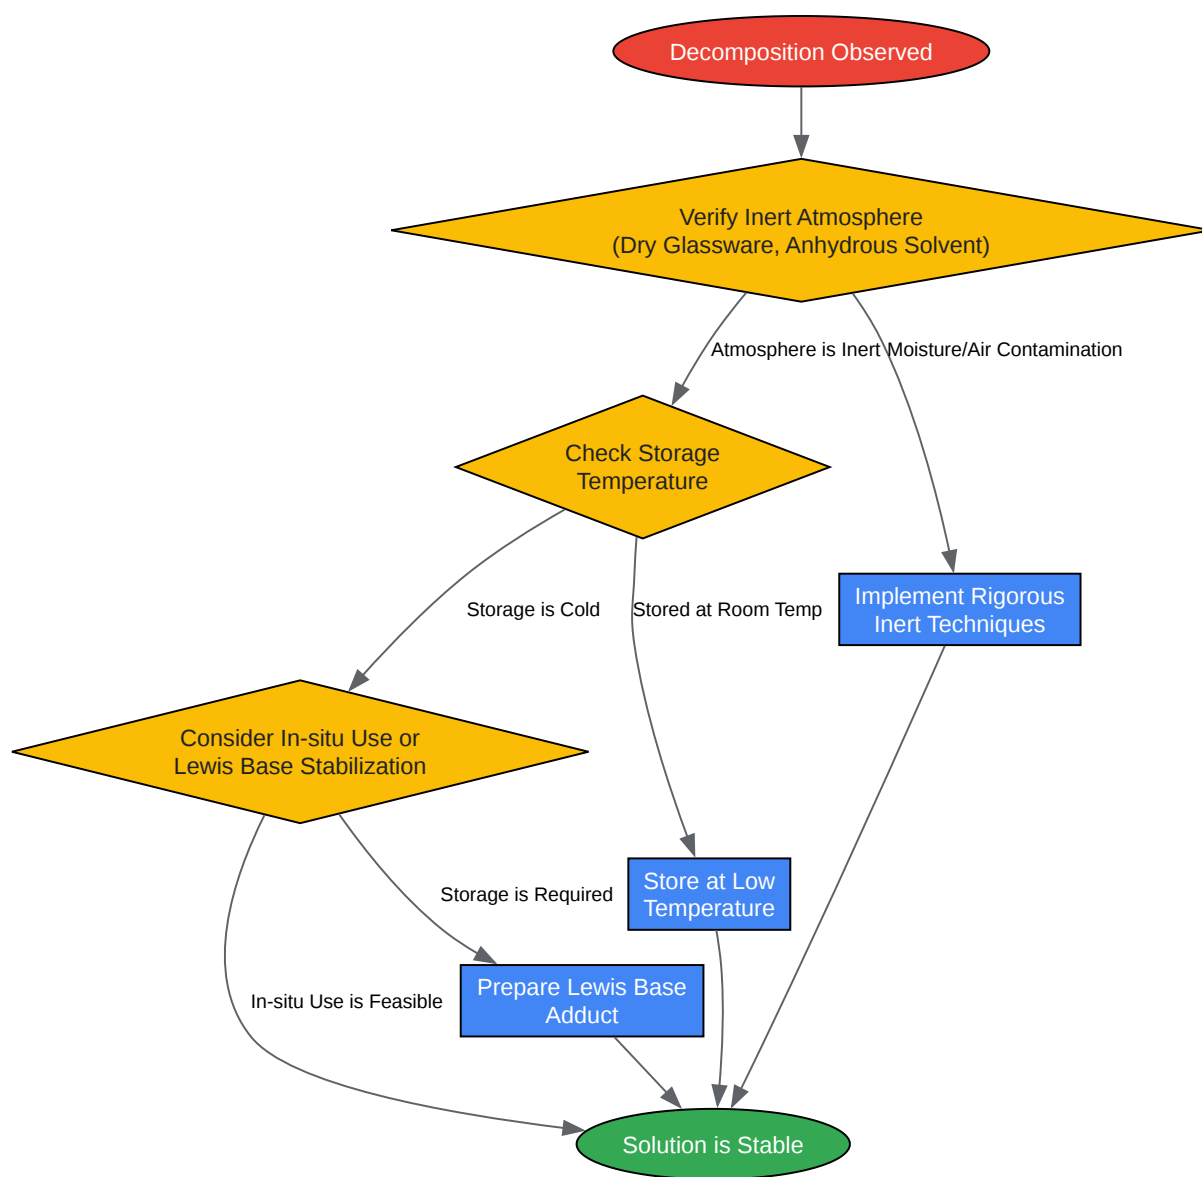 Decomposition Observed
Verify Inert Atmosphere
(Dry Glassware, Anhydrous Solvent)
Atmosphere is Inert
Moisture/Air Contamination
Check Storage
Temperature
Storage is Cold
Stored at Room Temp
Implement Rigorous
Inert Techniques
Consider In-situ Use or
Lewis Base Stabilization
Storage is Required
Store at Low
Temperature
In-situ Use is Feasible
Prepare Lewis Base
Adduct
Solution is Stable